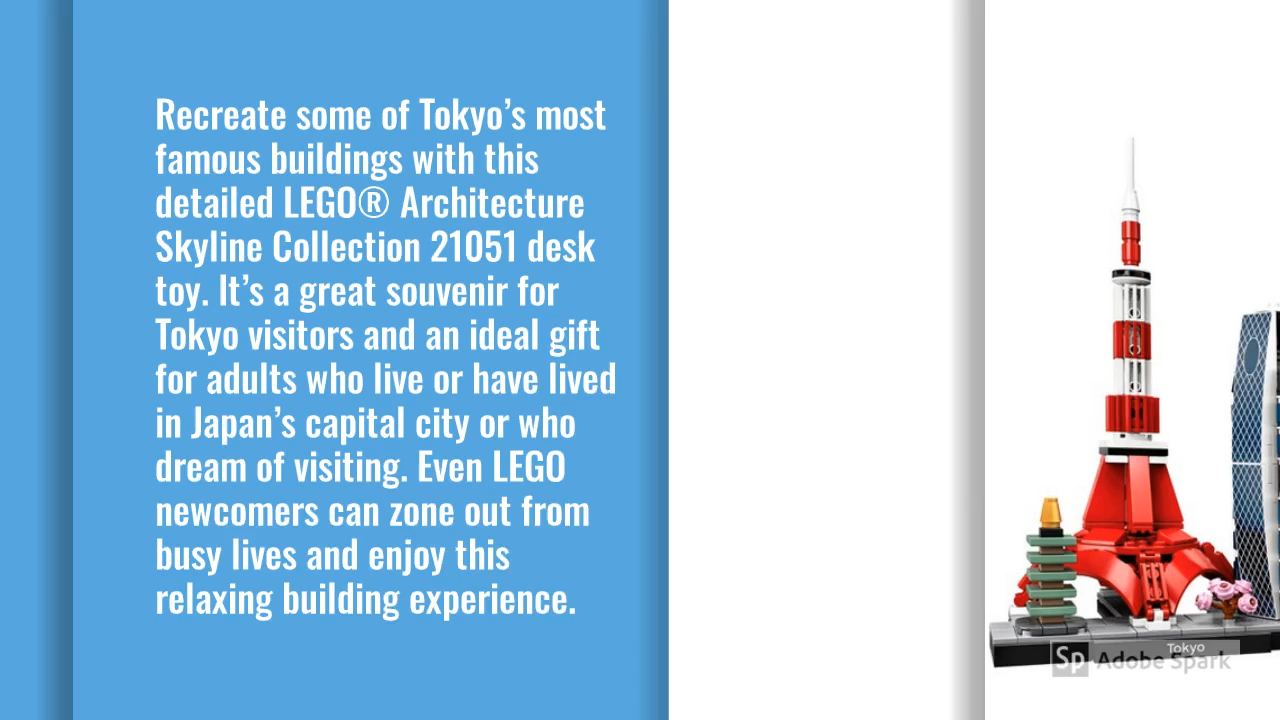 Recreate some of Tokyo’s most
famous buildings with this
detailed LEGO® Architecture
Skyline Collection 21051 desk
toy. It’s a great souvenir for
Tokyo visitors and an ideal gift
for adults who live or have lived
in Japan’s capital city or who
dream of visiting. Even LEGO
newcomers can zone out from
busy lives and enjoy this
relaxing building experience.
Tokyo
Sp Adobe Spark